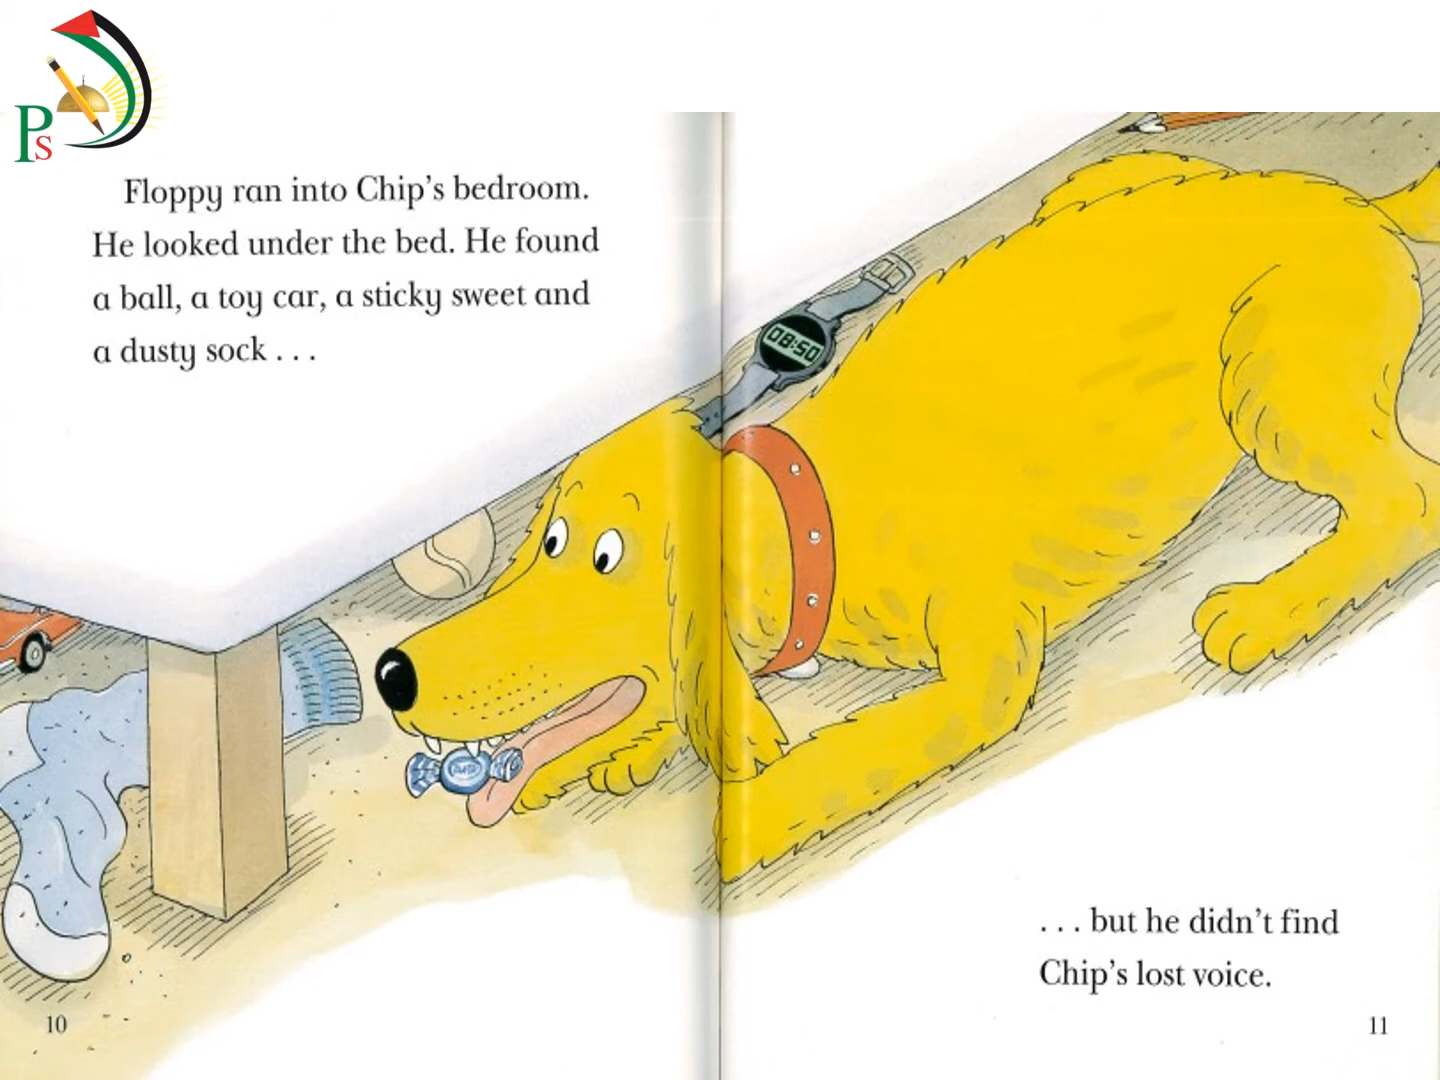 PS
Floppy ran into Chip's bedroom.
He looked under the bed. He found
a ball, a toy car, a sticky sweet and
a dusty sock . . .
08:50
. . . but he didn't find
Chip's lost voice.
10
11